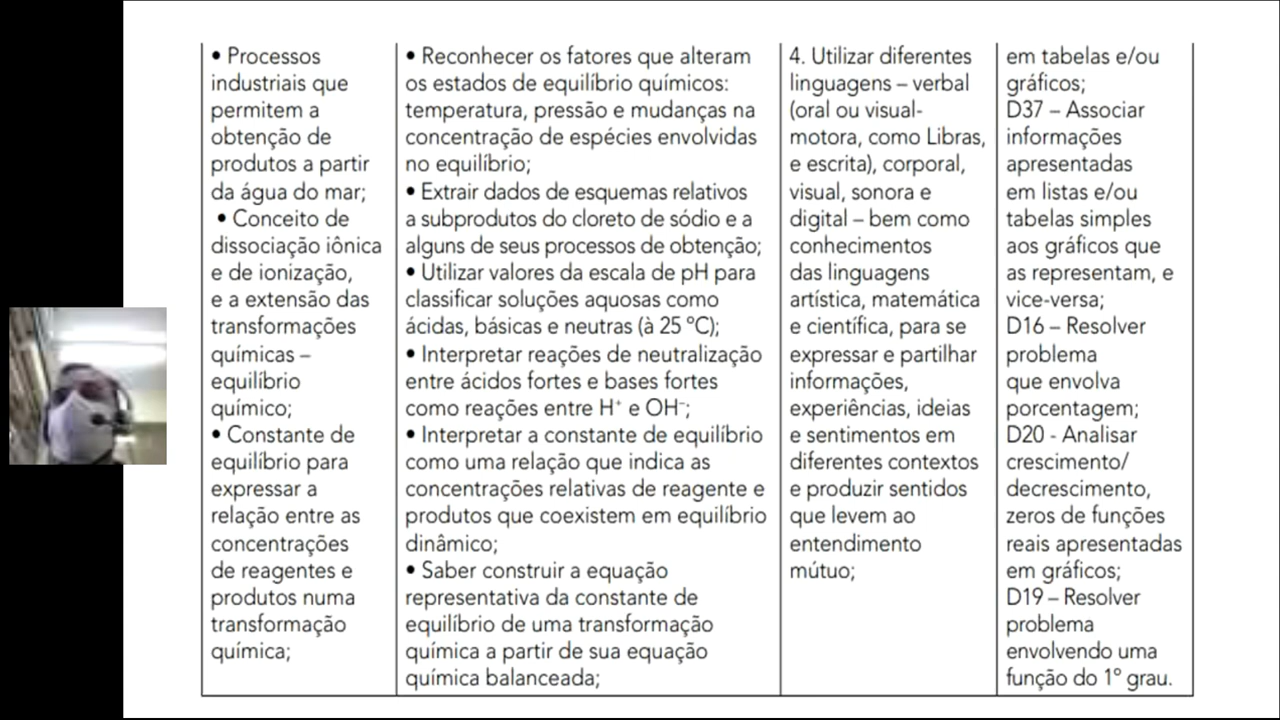 • Processos
industriais que
permitem a
obtenção de
produtos a partir
da água do mar;
• Conceito de
dissociação iônica
e de ionização,
e a extensão das
transformações
químicas –
equilíbrio
químico;
• Constante de
equilíbrio para
expressar a
relação entre as
concentrações
de reagentes e
produtos numa
transformação
química;
• Reconhecer os fatores que alteram
os estados de equilíbrio químicos:
temperatura, pressão e mudanças na
concentração de espécies envolvidas
no equilíbrio;
• Extrair dados de esquemas relativos
a subprodutos do cloreto de sódio e a
alguns de seus processos de obtenção;
• Utilizar valores da escala de pH para
classificar soluções aquosas como
ácidas, básicas e neutras (à 25 ºC);
• Interpretar reações de neutralização
entre ácidos fortes e bases fortes
como reações entre H⁺ e OH⁻;
• Interpretar a constante de equilíbrio
como uma relação que indica as
concentrações relativas de reagente e
produtos que coexistem em equilíbrio
dinâmico;
• Saber construir a equação
representativa da constante de
equilíbrio de uma transformação
química a partir de sua equação
química balanceada;
4. Utilizar diferentes
linguagens – verbal
(oral ou visual-
motora, como Libras,
e escrita), corporal,
visual, sonora e
digital – bem como
conhecimentos
das linguagens
artística, matemática
e científica, para se
expressar e partilhar
informações,
experiências, ideias
e sentimentos em
diferentes contextos
e produzir sentidos
que levem ao
entendimento
mútuo;
em tabelas e/ou
gráficos;
D37 – Associar
informações
apresentadas
em listas e/ou
tabelas simples
aos gráficos que
as representam, e
vice-versa;
D16 – Resolver
problema
que envolva
porcentagem;
D20 - Analisar
crescimento/
decrescimento,
zeros de funções
reais apresentadas
em gráficos;
D19 – Resolver
problema
envolvendo uma
função do 1º grau.